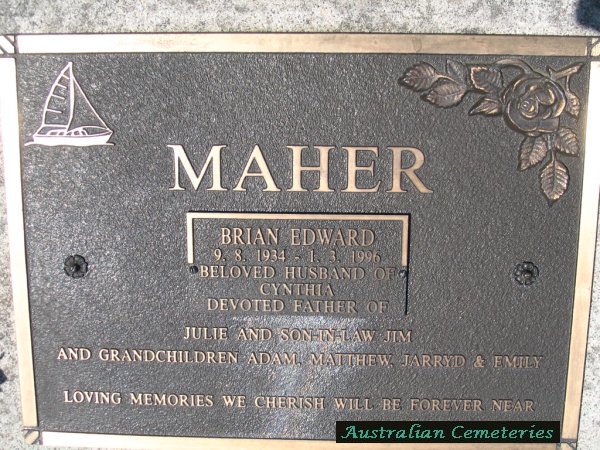 MAHER
BRIAN EDWARD
9. 8. 1934 - 1. 3. 1996
BELOVED HUSBAND OF
CYNTHIA
DEVOTED FATHER OF
JULIE AND SON-IN-LAW JIM
AND GRANDCHILDREN ADAM, MATTHEW, JARRYD & EMILY
LOVING MEMORIES WE CHERISH WILL BE FOREVER NEAR
Australian Cemeteries